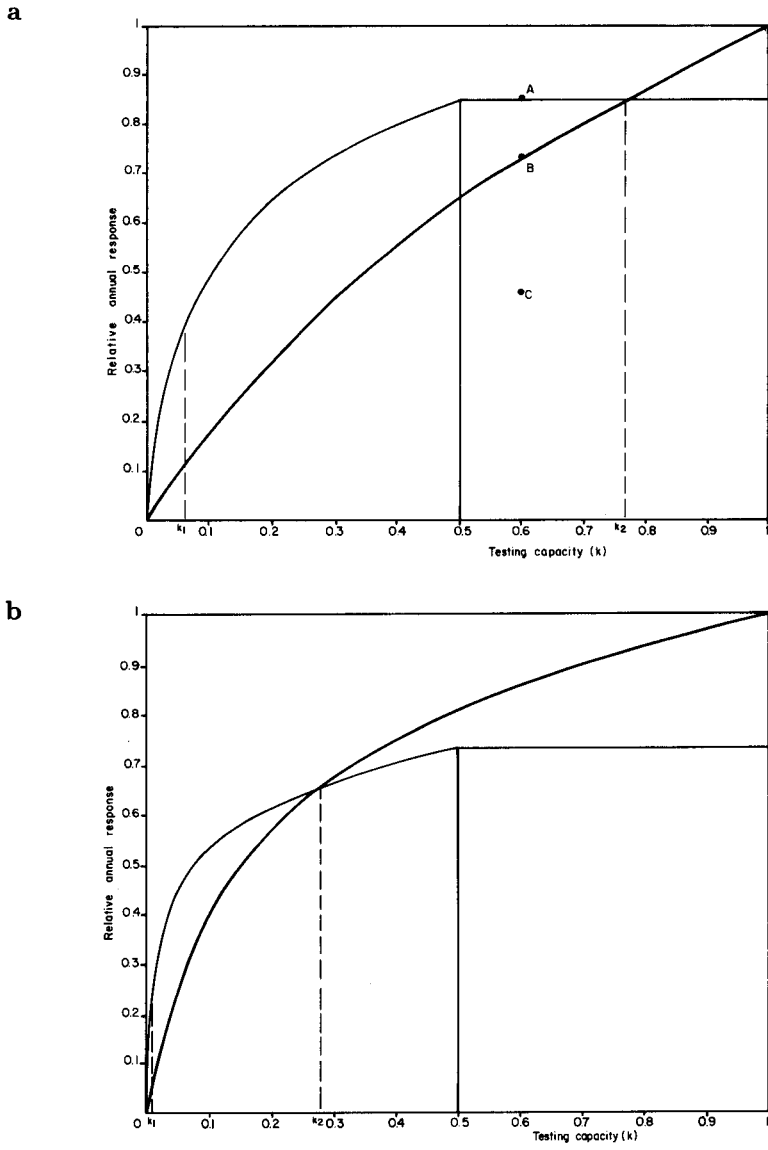 a
1
0.9
0.8
0.7
0.6
0.5
0.4
0.3
0.2
0.1
Relative annual response
A
B
C
0 k1 0.1 0.2 0.3 0.4 0.5 0.6 0.7 k2 0.8 0.9 1
Testing capacity (k)
b
1
0.9
0.8
0.7
0.6
0.5
0.4
0.3
0.2
0.1
Relative annual response
0 k1 0.1 0.2 k2 0.3 0.4 0.5 0.6 0.7 0.8 0.9 1
Testing capacity (k)